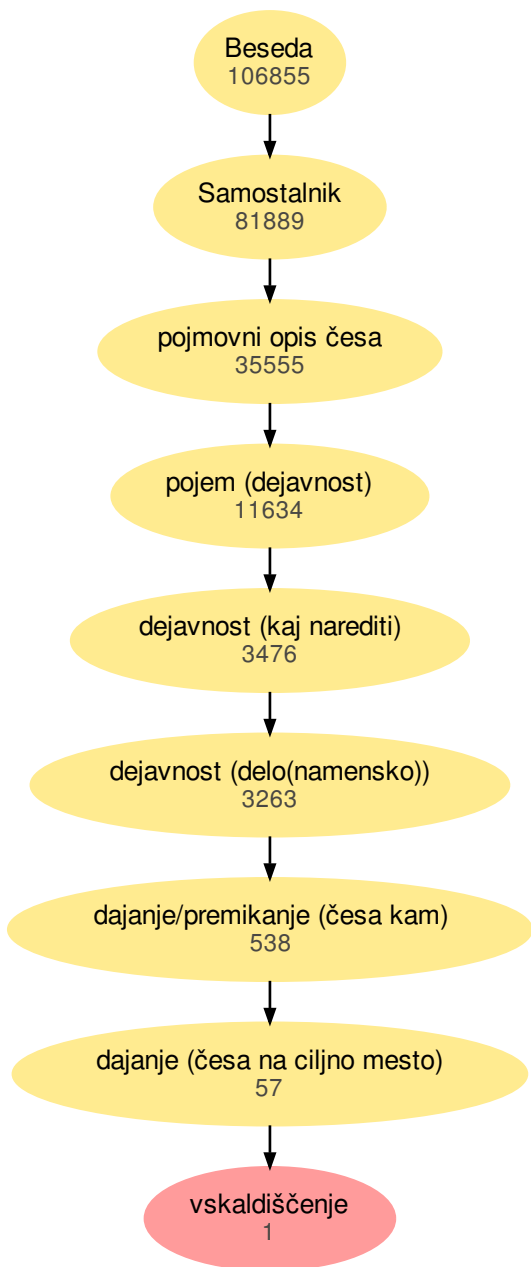 Beseda
106855
Samostalnik
81889
pojmovni opis česa
35555
pojem (dejavnost)
11634
dejavnost (kaj narediti)
3476
dejavnost (delo(namensko))
3263
dajanje/premikanje (česa kam)
538
dajanje (česa na ciljno mesto)
57
vskaldiščenje
1